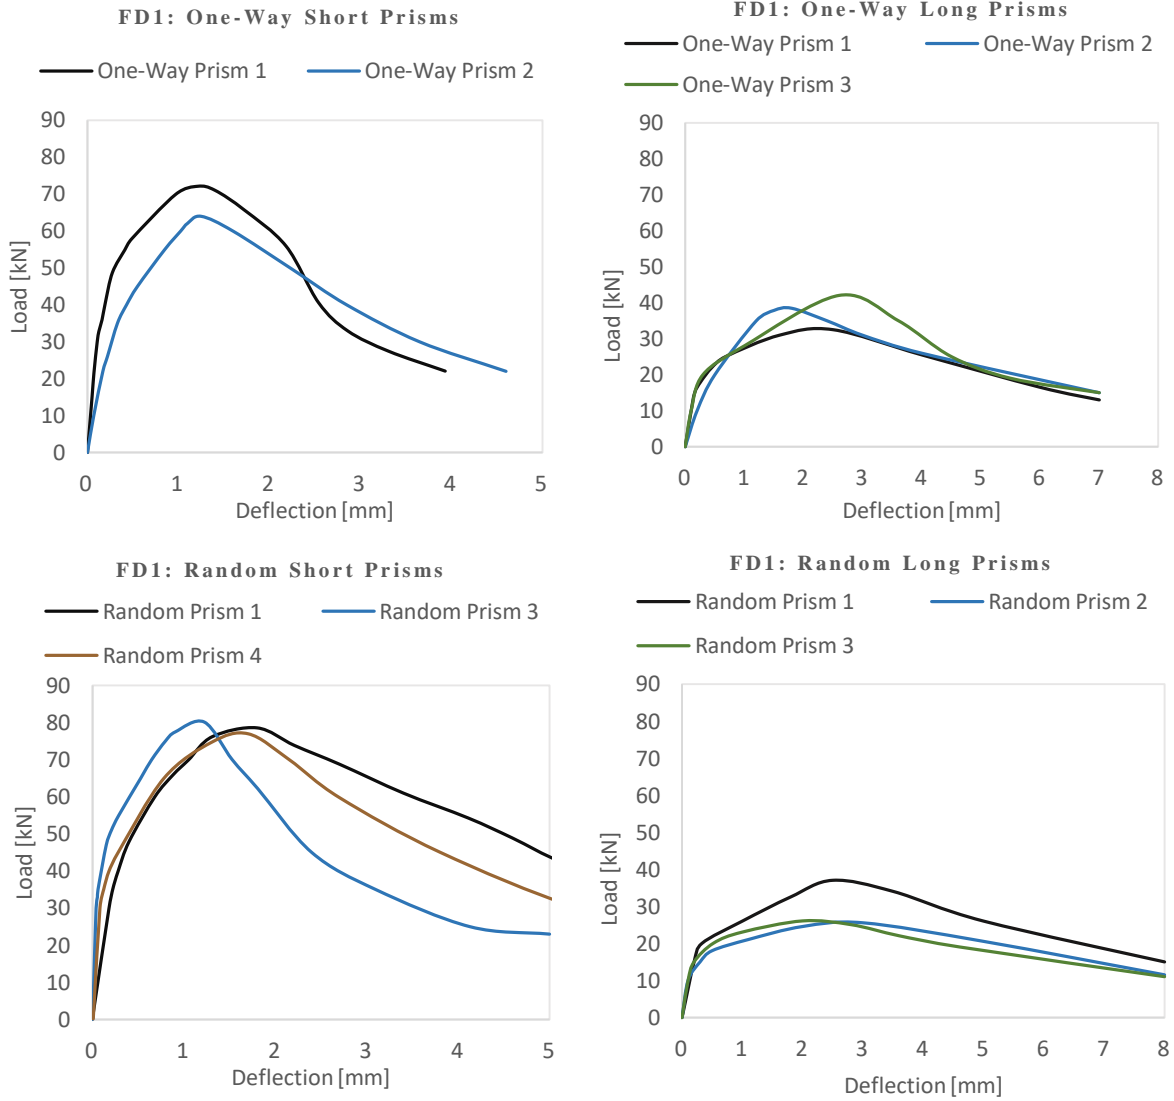 FD1: One-Way Short Prisms
One-Way Prism 1 One-Way Prism 2
90
80
70
60
50
40
30
20
10
0
Load [kN]
0 1 2 3 4 5
Deflection [mm]
FD1: One-Way Long Prisms
One-Way Prism 1 One-Way Prism 2
One-Way Prism 3
90
80
70
60
50
40
30
20
10
0
Load [kN]
0 1 2 3 4 5 6 7 8
Deflection [mm]
FD1: Random Short Prisms
Random Prism 1 Random Prism 3
Random Prism 4
90
80
70
60
50
40
30
20
10
0
Load [kN]
0 1 2 3 4 5
Deflection [mm]
FD1: Random Long Prisms
Random Prism 1 Random Prism 2
Random Prism 3
90
80
70
60
50
40
30
20
10
0
Load [kN]
0 1 2 3 4 5 6 7 8
Deflection [mm]